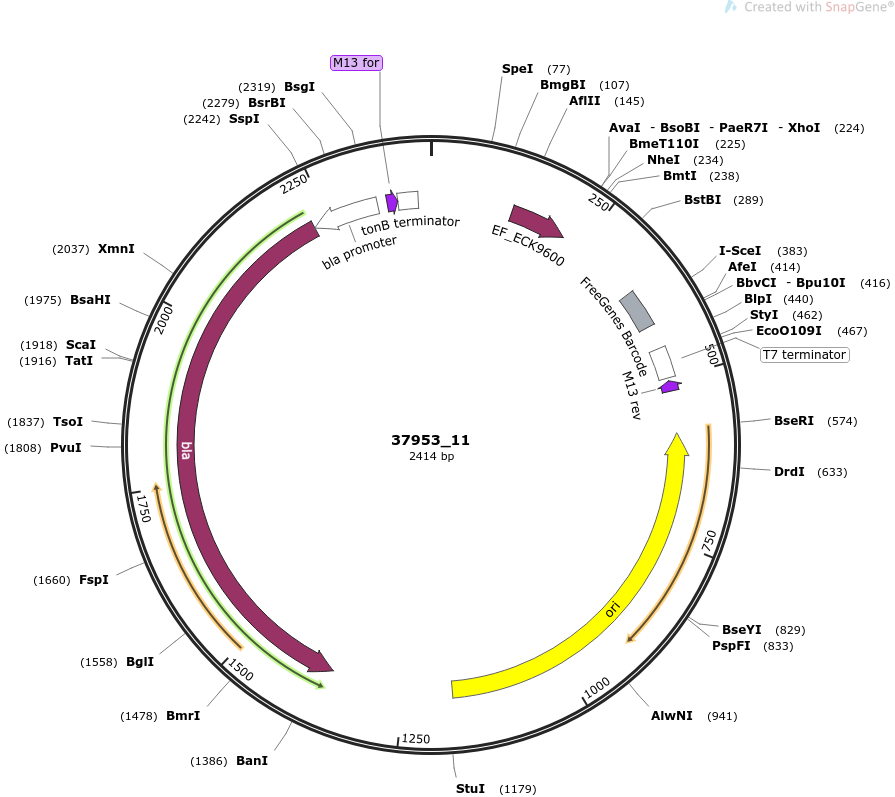 Created with SnapGene®
M13 for
(2319) BsgI
(2279) BsrBI
(2242) SspI
SpeI (77)
BmgBI (107)
AflII (145)
AvaI - BsoBI - PaeR7I - XhoI (224)
BmeT110I (225)
NheI (234)
BmtI (238)
BstBI (289)
2250
250
tonB terminator
bla promoter
EF_ECK9600
(2037) XmnI
(1975) BsaHI
(1918) ScaI
(1916) TatI
2000
I-SceI (383)
AfeI (414)
BbvCI - Bpu10I (416)
BlpI (440)
StyI (462)
EcoO109I (467)
T7 terminator
500
FreeGenes Barcode
M13 rev
(1837) TsoI
(1808) PvuI
bla
37953_11
2414 bp
BseRI (574)
DrdI (633)
1750
750
(1660) FspI
ori
BseYI (829)
PspFI (833)
(1558) BglI
1500
1000
(1478) BmrI
AlwNI (941)
1250
(1386) BanI
StuI (1179)